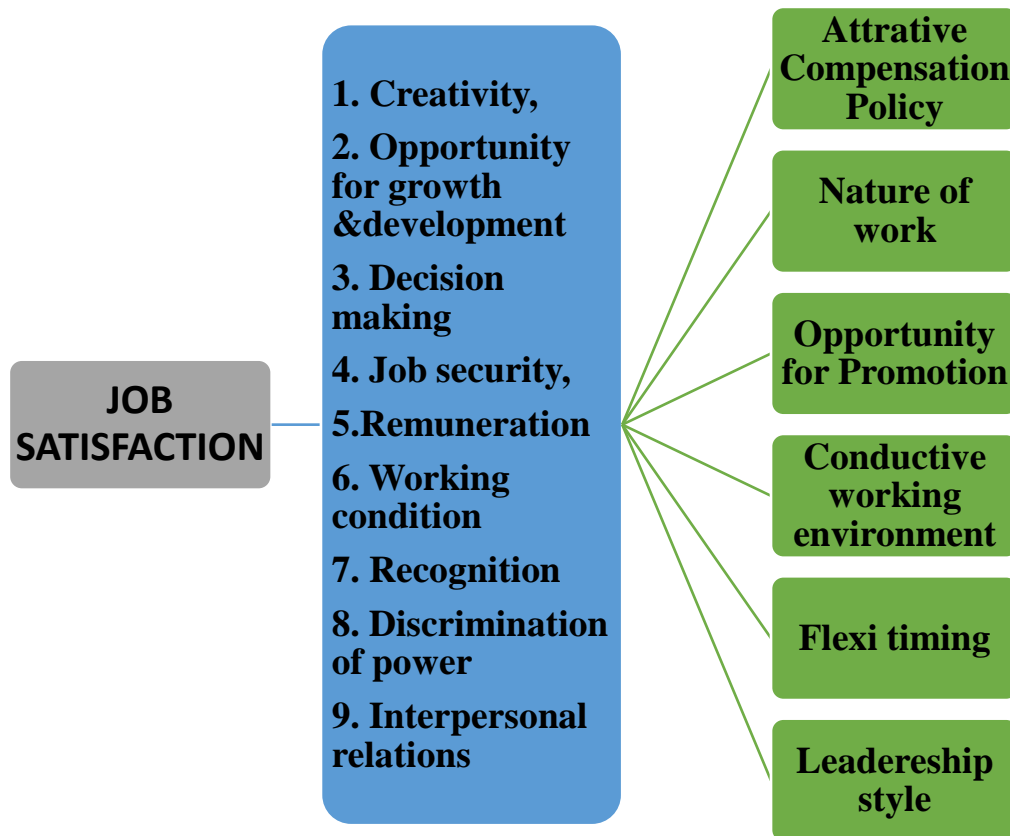 JOB
SATISFACTION
1. Creativity,
2. Opportunity
for growth
&development
3. Decision
making
4. Job security,
5.Remuneration
6. Working
condition
7. Recognition
8. Discrimination
of power
9. Interpersonal
relations
Attrative
Compensation
Policy
Nature of
work
Opportunity
for Promotion
Conductive
working
environment
Flexi timing
Leadereship
style